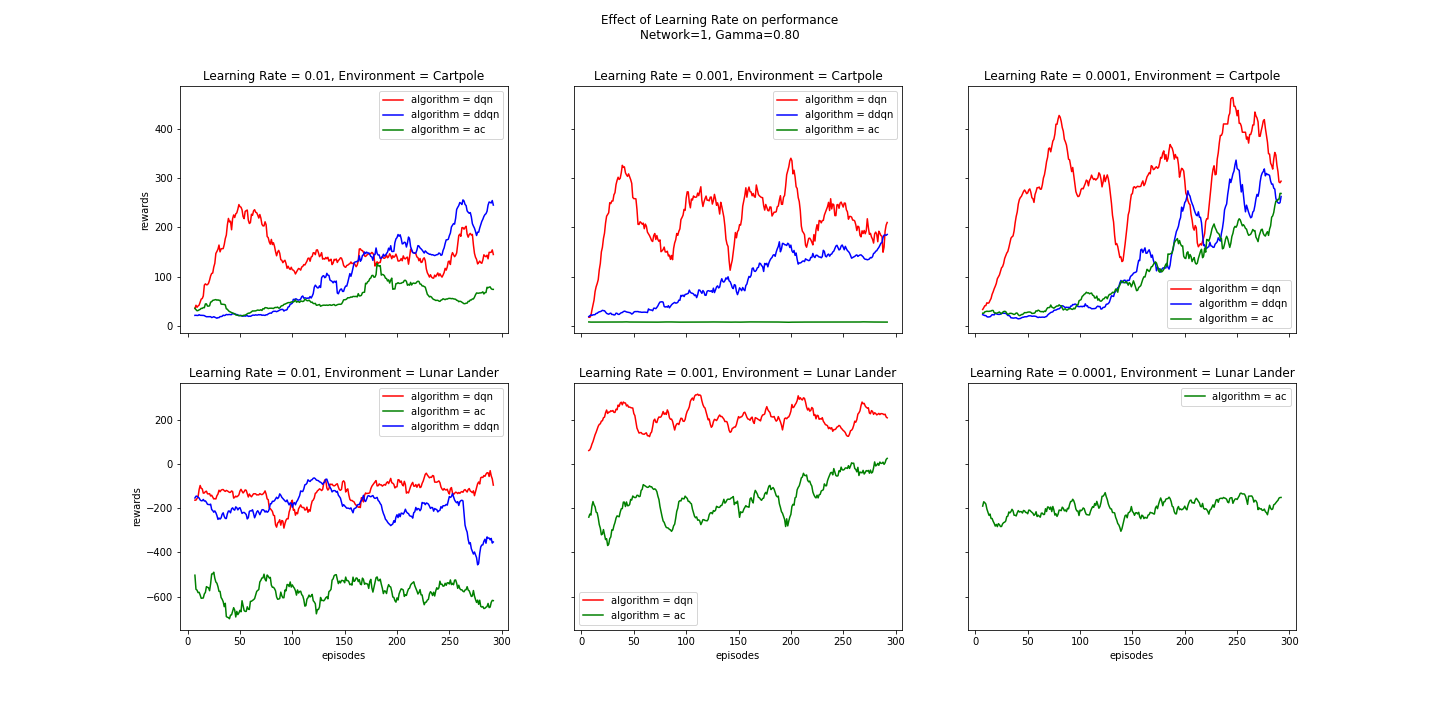 Effect of Learning Rate on performance
Network=1, Gamma=0.80
Learning Rate = 0.01, Environment = Cartpole
algorithm = dqn
algorithm = ddqn
algorithm = ac
400
300
200
100
0
rewards
Learning Rate = 0.001, Environment = Cartpole
algorithm = dqn
algorithm = ddqn
algorithm = ac
Learning Rate = 0.0001, Environment = Cartpole
algorithm = dqn
algorithm = ddqn
algorithm = ac
Learning Rate = 0.01, Environment = Lunar Lander
algorithm = dqn
algorithm = ac
algorithm = ddqn
200
0
−200
−400
−600
rewards
0 50 100 150 200 250 300
episodes
Learning Rate = 0.001, Environment = Lunar Lander
algorithm = dqn
algorithm = ac
0 50 100 150 200 250 300
episodes
Learning Rate = 0.0001, Environment = Lunar Lander
algorithm = ac
0 50 100 150 200 250 300
episodes